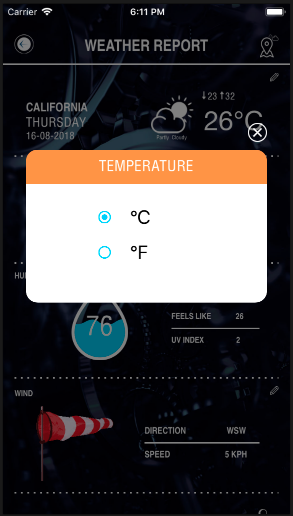 Carrier 6:11 PM
WEATHER REPORT
CALIFORNIA
THURSDAY
16-08-2018
Partly Cloudy
↓23 ↑32
26°C
TEMPERATURE
°C
°F
HU
76
FEELS LIKE 26
UV INDEX 2
WIND
DIRECTION WSW
SPEED 5 KPH